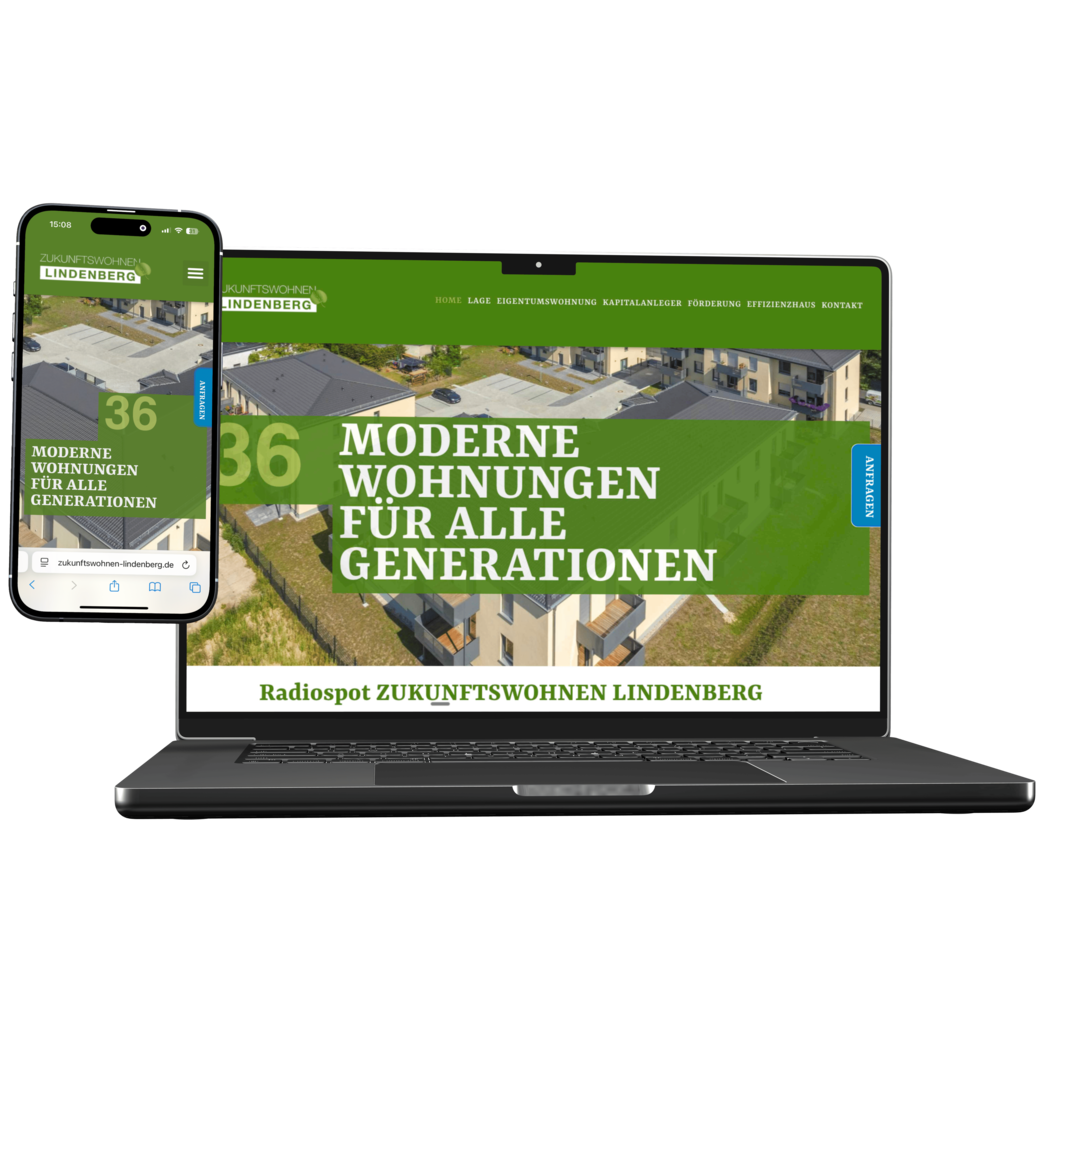 15:08
ZUKUNFTSWOHNEN
LINDENBERG
36
MODERNE
WOHNUNGEN
FÜR ALLE
GENERATIONEN
ANFRAGEN
zukunftswohnen-lindenberg.de
UKUNFTSWOHNEN
LINDENBERG
HOME LAGE EIGENTUMSWOHNUNG KAPITALANLEGER FÖRDERUNG EFFIZIENZHAUS KONTAKT
36
MODERNE
WOHNUNGEN
FÜR ALLE
GENERATIONEN
ANFRAGEN
Radiospot ZUKUNFTSWOHNEN LINDENBERG